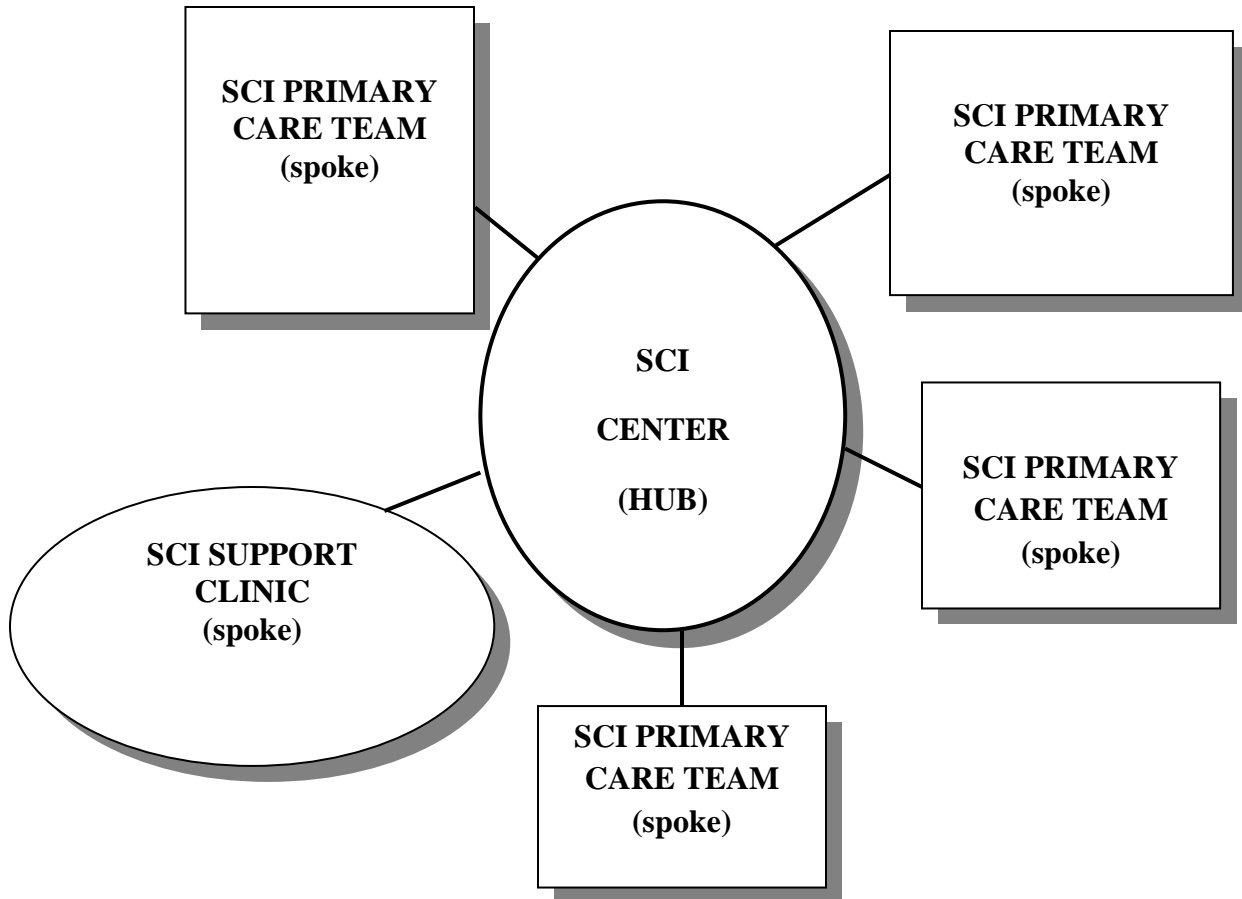 SCI PRIMARY
CARE TEAM
(spoke)
SCI PRIMARY
CARE TEAM
(spoke)
SCI
CENTER
(HUB)
SCI PRIMARY
CARE TEAM
(spoke)
SCI SUPPORT
CLINIC
(spoke)
SCI PRIMARY
CARE TEAM
(spoke)